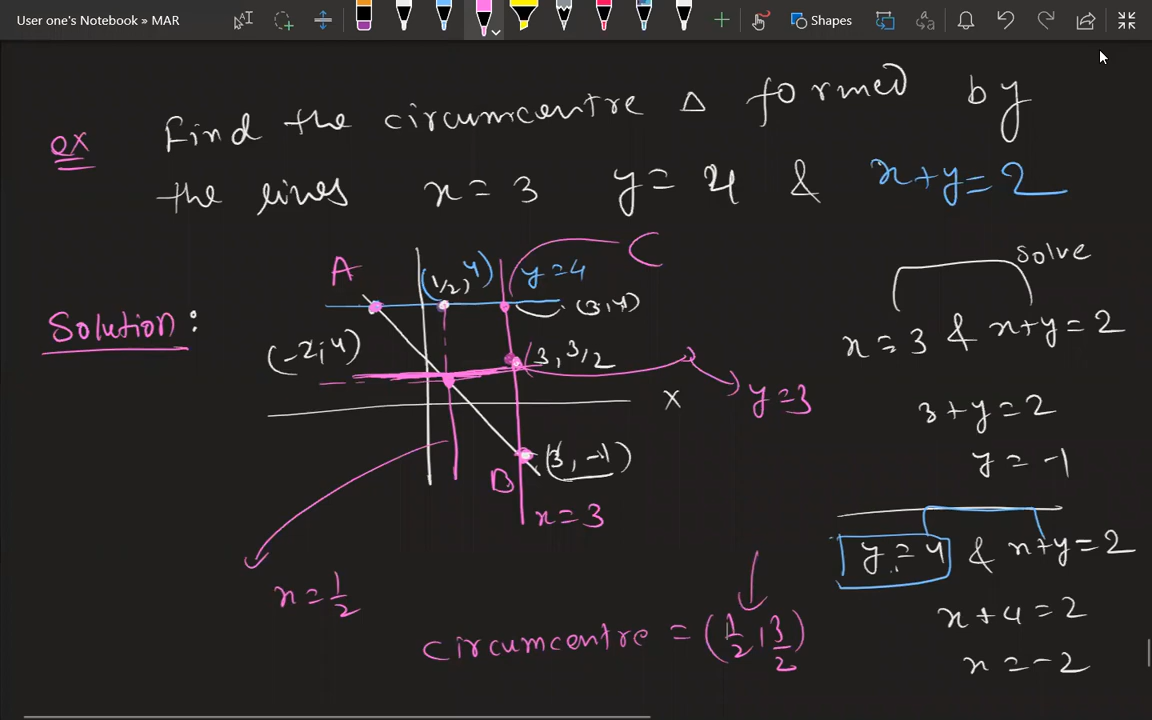 User one's Notebook » MAR
Shapes
ex Find the circumcentre Δ formed by
the lines x = 3 y = 4 & x+y=2
Solution:
A
(1/2, 4)
y = 4
C
(3, 4)
(-2, 4)
(3, 3/2
X
y = 3
B
(3, -1)
x = 3
x = 1/2
circumcentre = (1/2, 3/2)
solve
x = 3 & x+y = 2
3 + y = 2
y = -1
y = 4 & x+y = 2
x + 4 = 2
x = -2